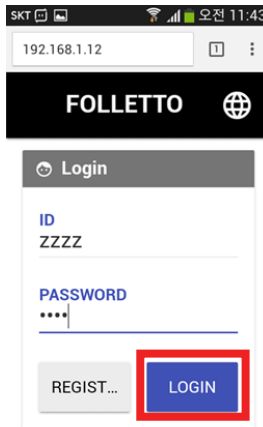 SKT 오전 11:43
192.168.1.12 1
FOLLETTO
Login
ID
ZZZZ
PASSWORD
••••
REGIST... LOGIN